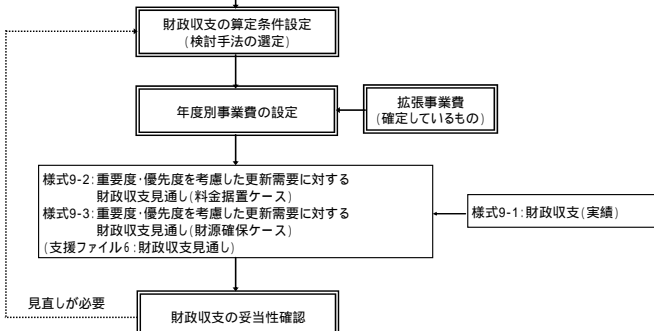 財政収支の算定条件設定
(検討手法の選定)
年度別事業費の設定
拡張事業費
(確定しているもの)
様式9-2:重要度・優先度を考慮した更新需要に対する
財政収支見通し(料金据置ケース)
様式9-3:重要度・優先度を考慮した更新需要に対する
財政収支見通し(財源確保ケース)
(支援ファイル6:財政収支見通し)
様式9-1:財政収支(実績)
見直しが必要
財政収支の妥当性確認